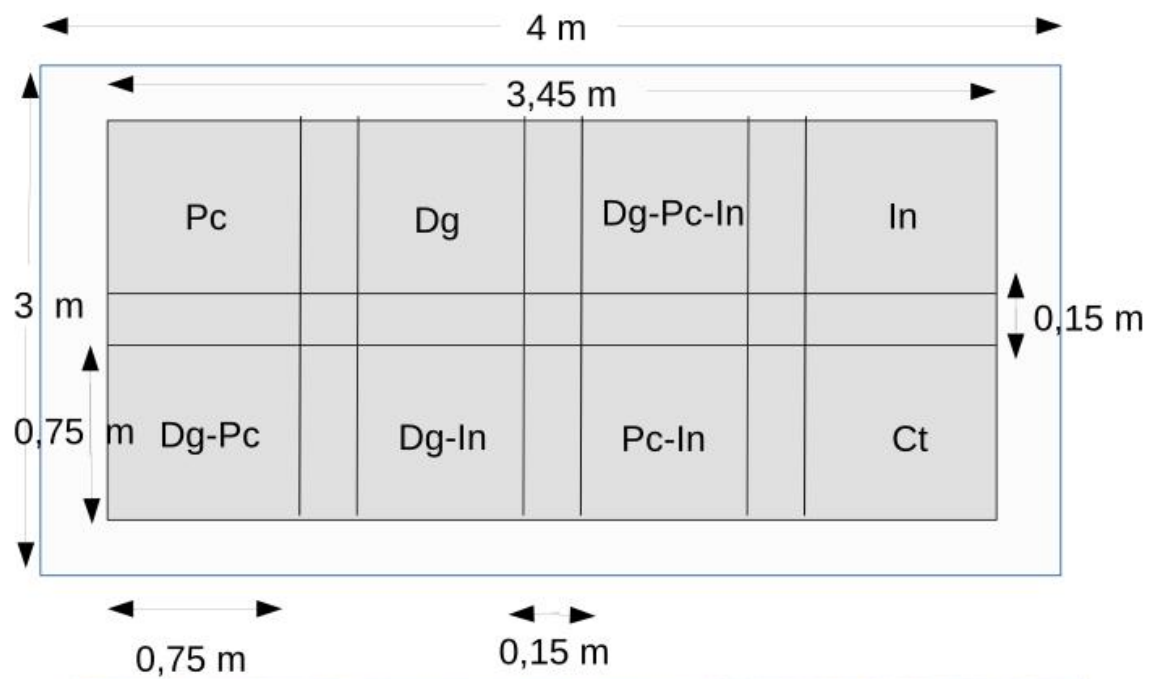 4 m
3,45 m
Pc
Dg
Dg-Pc-In
In
3 m
0,15 m
0,75 m
Dg-Pc
Dg-In
Pc-In
Ct
0,75 m
0,15 m